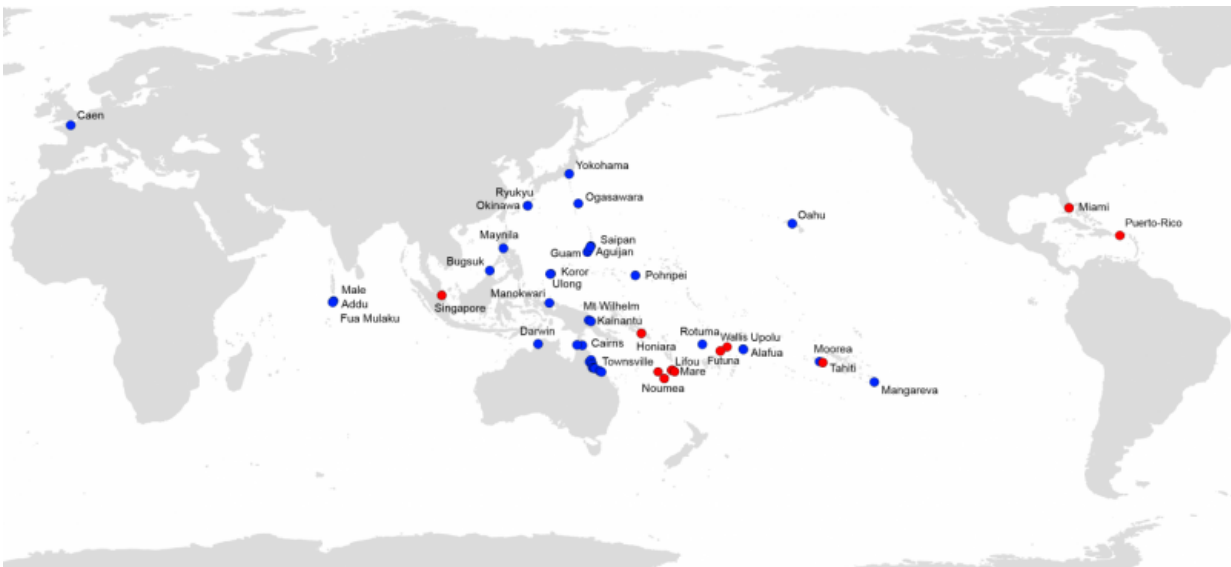 Caen
Yokohama
Ryukyu
Okinawa
Ogasawara
Miami
Oahu
Puerto-Rico
Maynila
Saipan
Guam
Aguijan
Bugsuk
Koror
Ulong
Pohnpei
Male
Addu
Fua Mulaku
Singapore
Manokwari
Mt Wilhelm
Kainantu
Darwin
Cairns
Honiara
Rotuma
Wallis Upolu
Futuna
Alafua
Moorea
Tahiti
Townsville
Lifou
Mare
Noumea
Mangareva